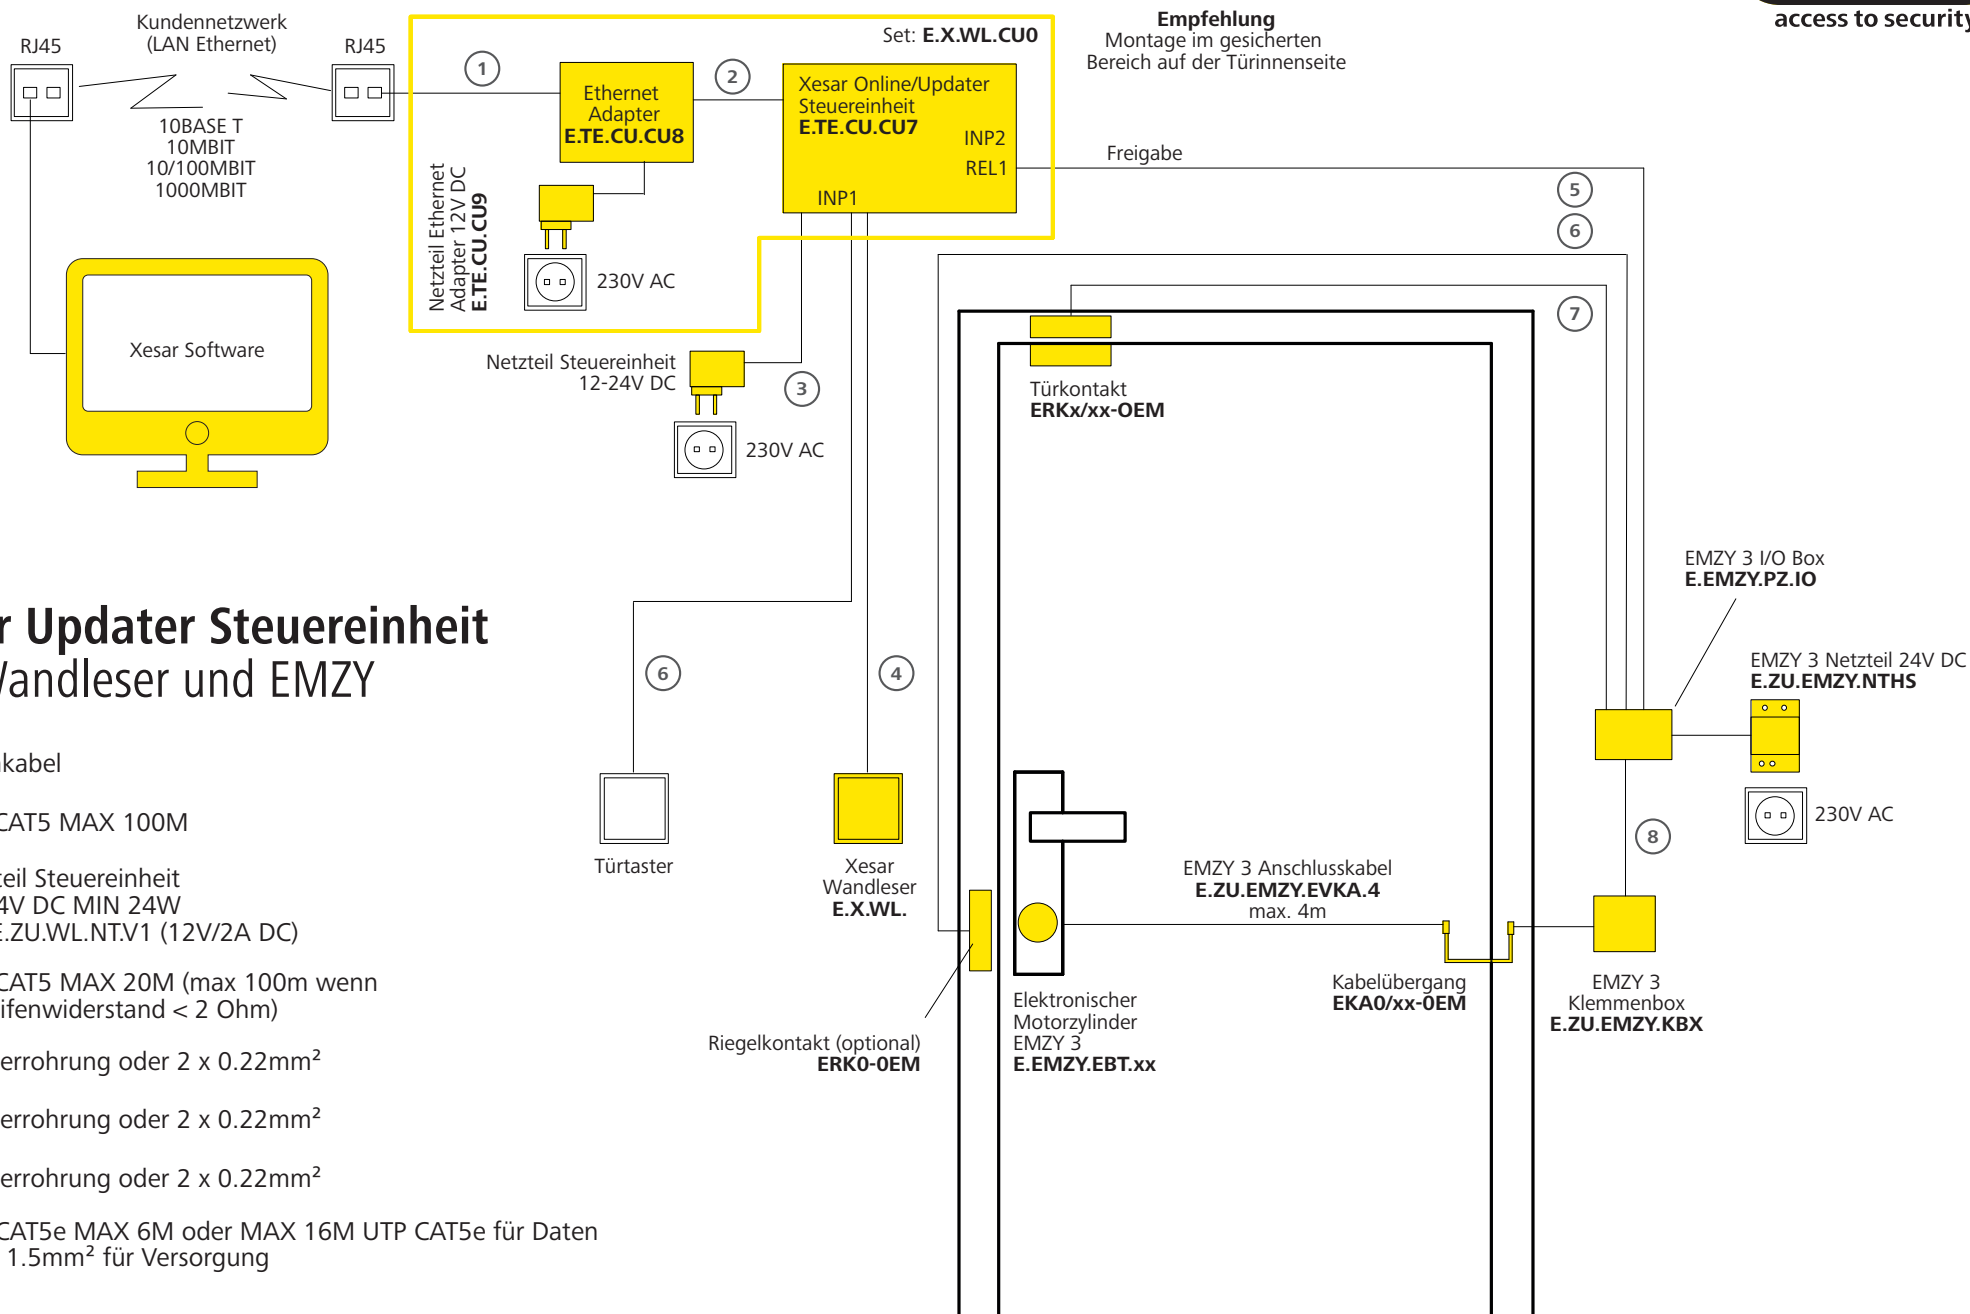 access to security
Kundennetzwerk
(LAN Ethernet)
RJ45
RJ45
10BASE T
10MBIT
10/100MBIT
1000MBIT
Xesar Software
Set: E.X.WL.CU0
1
Ethernet
Adapter
E.TE.CU.CU8
2
Xesar Online/Updater
Steuereinheit
E.TE.CU.CU7
INP2
REL1
INP1
Netzteil Ethernet
Adapter 12V DC
E.TE.CU.CU9
230V AC
Empfehlung
Montage im gesicherten
Bereich auf der Türinnenseite
Freigabe
5
6
7
Netzteil Steuereinheit
12-24V DC
3
230V AC
Türkontakt
ERKx/xx-OEM
EMZY 3 I/O Box
E.EMZY.PZ.IO
EMZY 3 Netzteil 24V DC
E.ZU.EMZY.NTHS
230V AC
8
6
4
Türtaster
Xesar
Wandleser
E.X.WL.
EMZY 3 Anschlusskabel
E.ZU.EMZY.EVKA.4
max. 4m
Kabelübergang
EKA0/xx-0EM
EMZY 3
Klemmenbox
E.ZU.EMZY.KBX
Elektronischer
Motorzylinder
EMZY 3
E.EMZY.EBT.xx
Riegelkontakt (optional)
ERK0-0EM
r Updater Steuereinheit
Wandleser und EMZY
kabel
CAT5 MAX 100M
teil Steuereinheit
4V DC MIN 24W
E.ZU.WL.NT.V1 (12V/2A DC)
CAT5 MAX 20M (max 100m wenn
ifenwiderstand < 2 Ohm)
errohrung oder 2 x 0.22mm²
errohrung oder 2 x 0.22mm²
errohrung oder 2 x 0.22mm²
CAT5e MAX 6M oder MAX 16M UTP CAT5e für Daten
1.5mm² für Versorgung